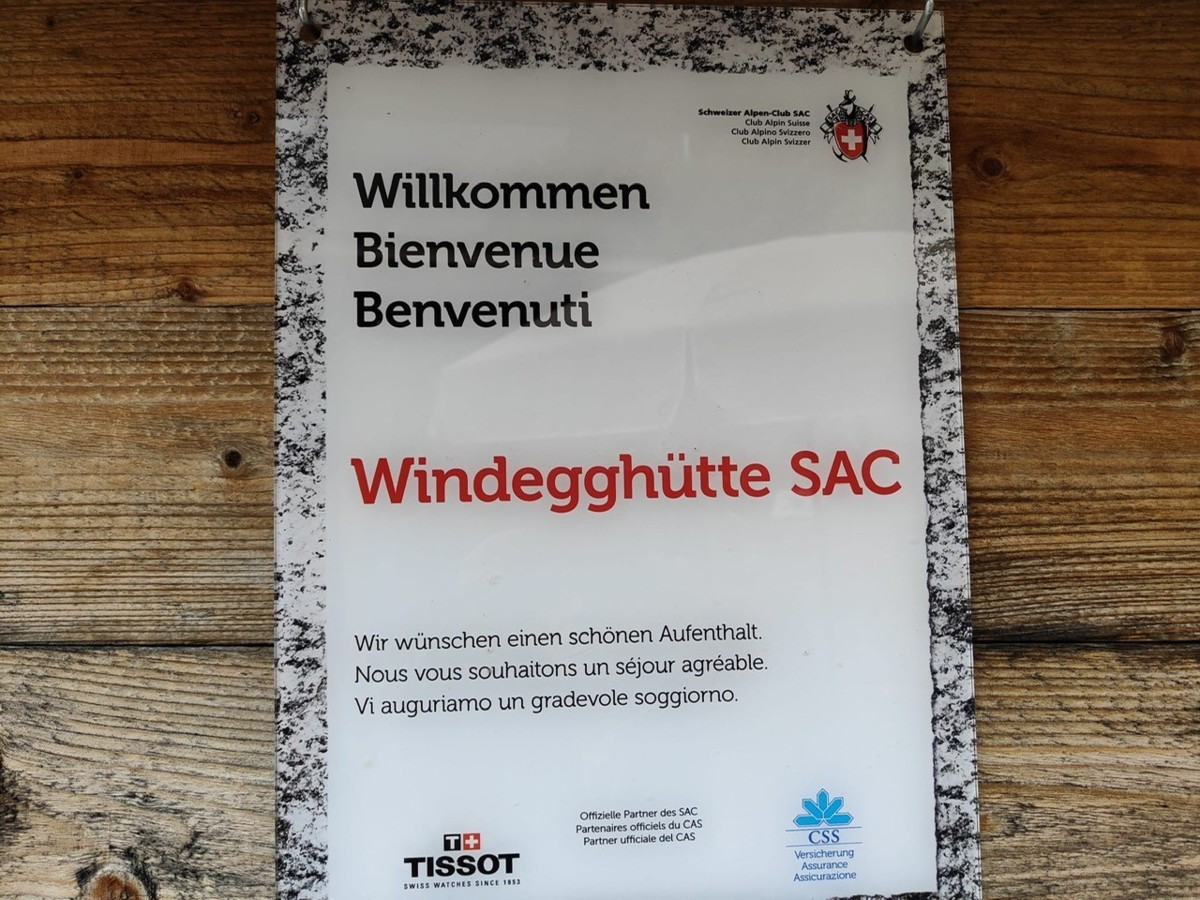 Schweizer Alpen-Club SAC
Club Alpin Suisse
Club Alpino Svizzero
Club Alpin Svizzer
Willkommen
Bienvenue
Benvenuti
Windegghütte SAC
Wir wünschen einen schönen Aufenthalt.
Nous vous souhaitons un séjour agréable.
Vi auguriamo un gradevole soggiorno.
Offizielle Partner des SAC
Partenaires officiels du CAS
Partner ufficiale del CAS
T+
TISSOT
SWISS WATCHES SINCE 1853
CSS
Versicherung
Assurance
Assicurazione